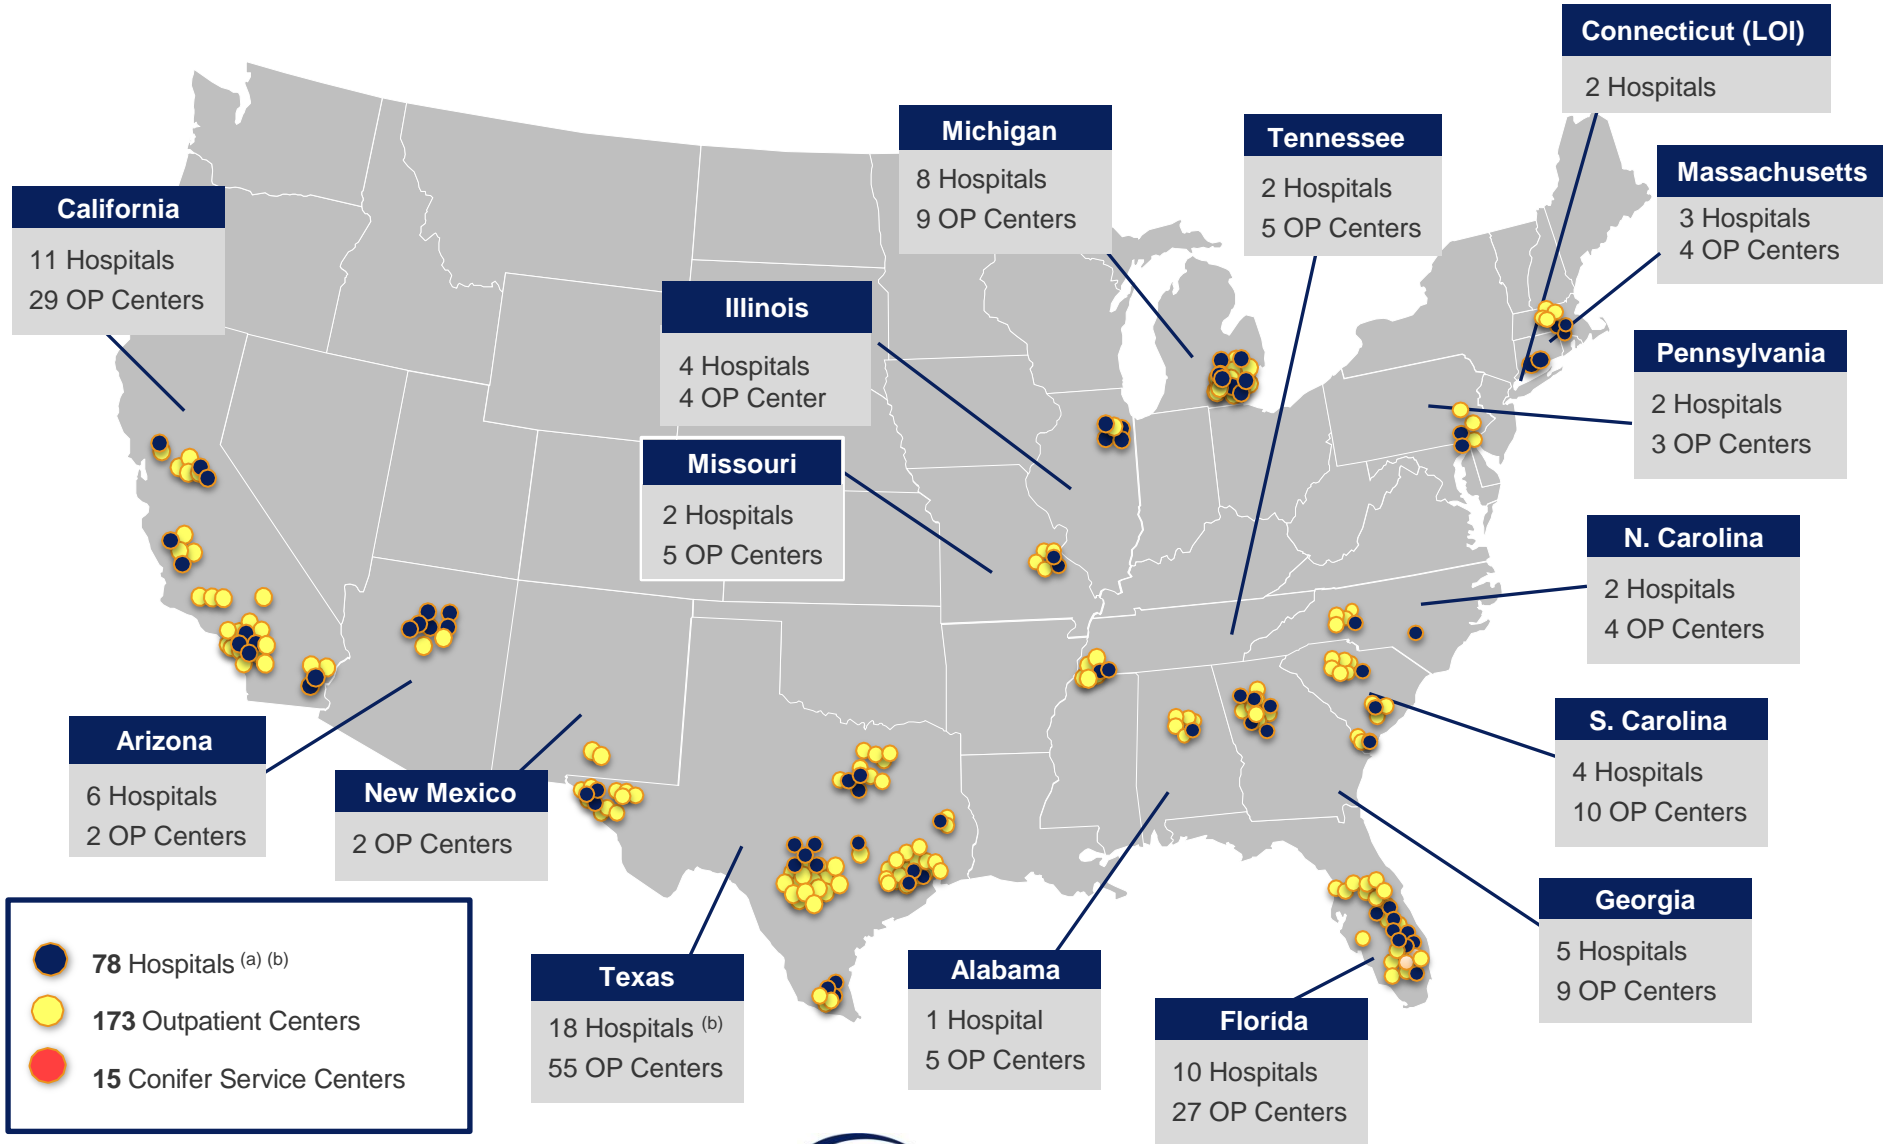 Connecticut (LOI)
2 Hospitals
Michigan
8 Hospitals
9 OP Centers
Tennessee
2 Hospitals
5 OP Centers
Massachusetts
3 Hospitals
4 OP Centers
California
11 Hospitals
29 OP Centers
Illinois
4 Hospitals
4 OP Center
Pennsylvania
2 Hospitals
3 OP Centers
Missouri
2 Hospitals
5 OP Centers
N. Carolina
2 Hospitals
4 OP Centers
Arizona
6 Hospitals
2 OP Centers
New Mexico
2 OP Centers
S. Carolina
4 Hospitals
10 OP Centers
Georgia
5 Hospitals
9 OP Centers
Texas
18 Hospitals (b)
55 OP Centers
Alabama
1 Hospital
5 OP Centers
Florida
10 Hospitals
27 OP Centers
78 Hospitals (a) (b)
173 Outpatient Centers
15 Conifer Service Centers